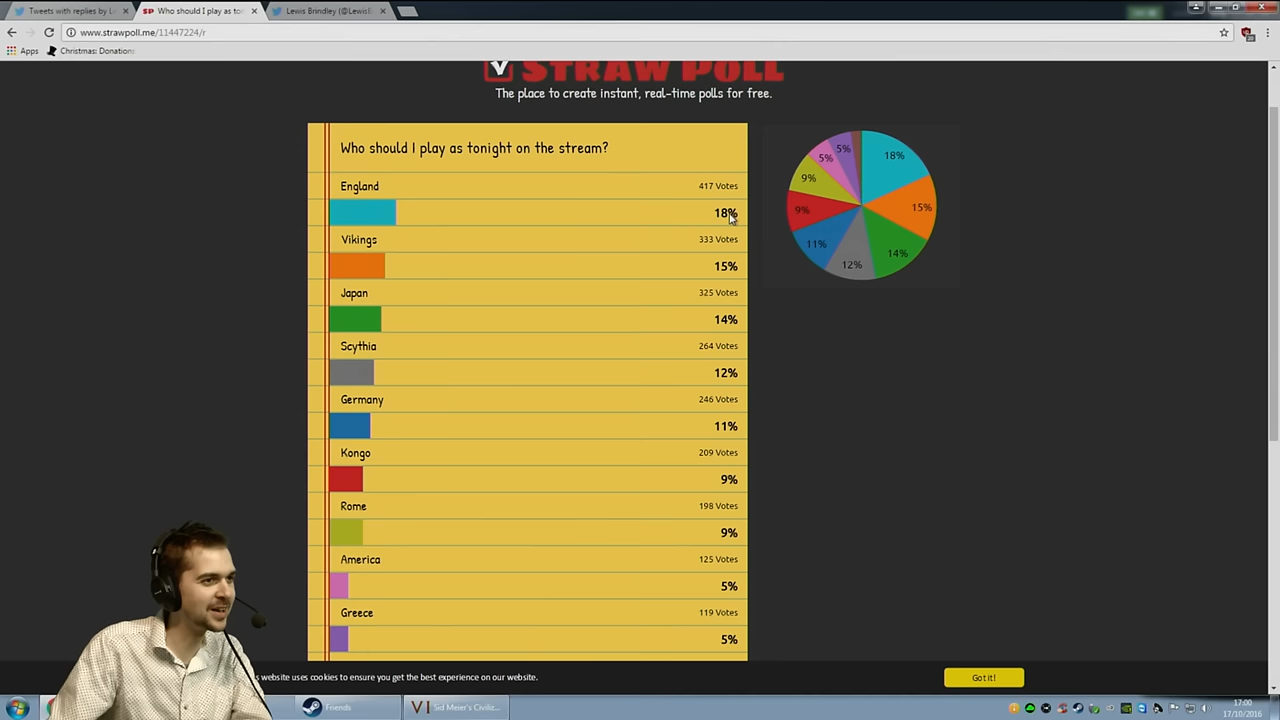 Tweets with replies by Le
Who should I play as ton
Lewis Brindley (@LewisB
www.strawpoll.me/11447224/r
Apps
Christmas: Donations
STRAW POLL
The place to create instant, real-time polls for free.
Who should I play as tonight on the stream?
England
417 Votes
18%
Vikings
333 Votes
15%
Japan
325 Votes
14%
Scythia
264 Votes
12%
Germany
246 Votes
11%
Kongo
209 Votes
9%
Rome
198 Votes
9%
America
125 Votes
5%
Greece
119 Votes
5%
18%
15%
14%
12%
11%
9%
9%
5%
5%
website uses cookies to ensure you get the best experience on our website.
Got it!
Friends
VI Sid Meier's Civiliz...
17:00
17/10/2016